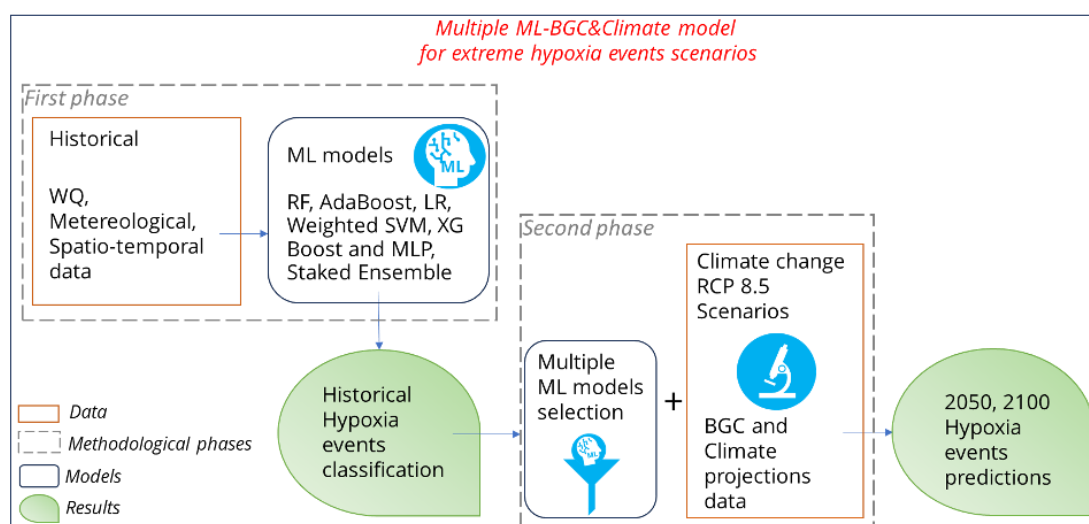 Multiple ML-BGC&Climate model
for extreme hypoxia events scenarios
First phase
Historical
WQ,
Metereological,
Spatio-temporal
data
ML models
ML
RF, AdaBoost, LR,
Weighted SVM, XG
Boost and MLP,
Staked Ensemble
Second phase
Historical
Hypoxia
events
classification
Multiple
ML models
selection
ML
+
Climate change
RCP 8.5
Scenarios
BGC and
Climate
projections
data
2050, 2100
Hypoxia
events
predictions
Data
Methodological phases
Models
Results